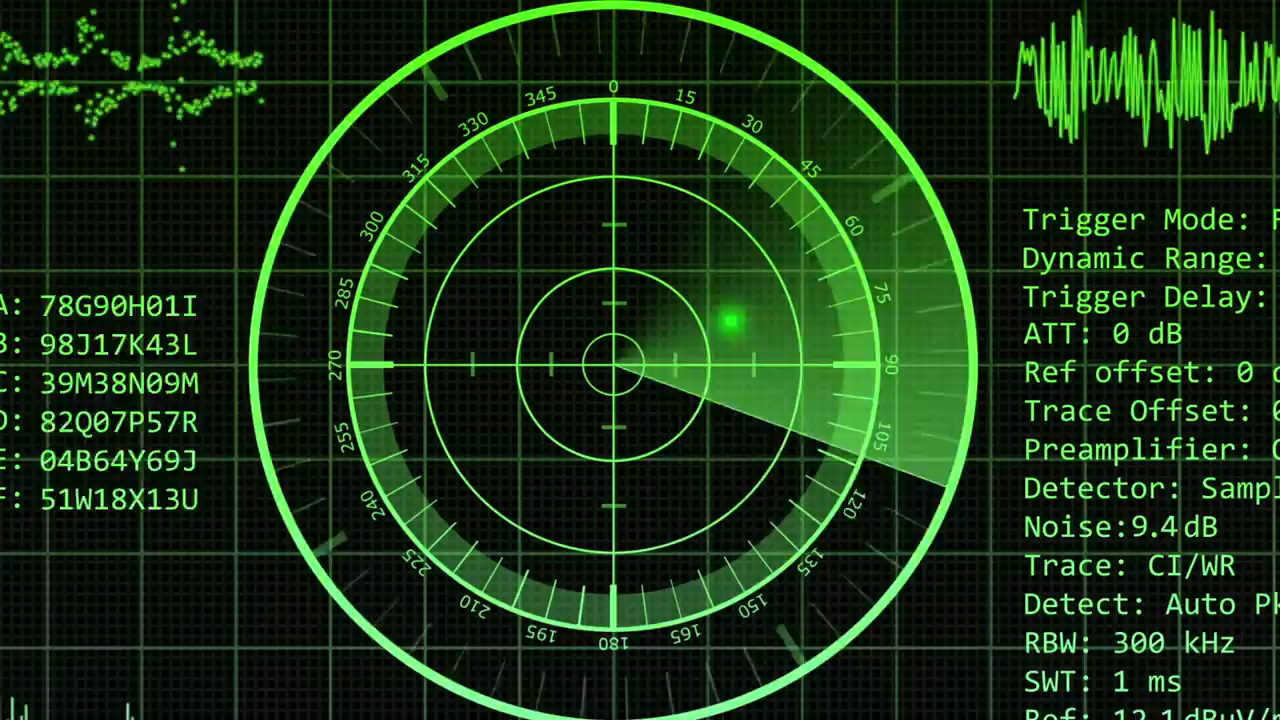 0
15
30
45
60
75
90
105
120
135
150
165
180
195
210
225
240
255
270
285
300
315
330
345
A: 78G90H01I
B: 98J17K43L
C: 39M38N09M
D: 82Q07P57R
E: 04B64Y69J
F: 51W18X13U
Trigger Mode:
Dynamic Range:
Trigger Delay:
ATT: 0 dB
Ref offset: 0
Trace Offset:
Preamplifier:
Detector: Sampl
Noise:9.4dB
Trace: CI/WR
Detect: Auto Pk
RBW: 300 kHz
SWT: 1 ms
Ref: 12.1dBuV/